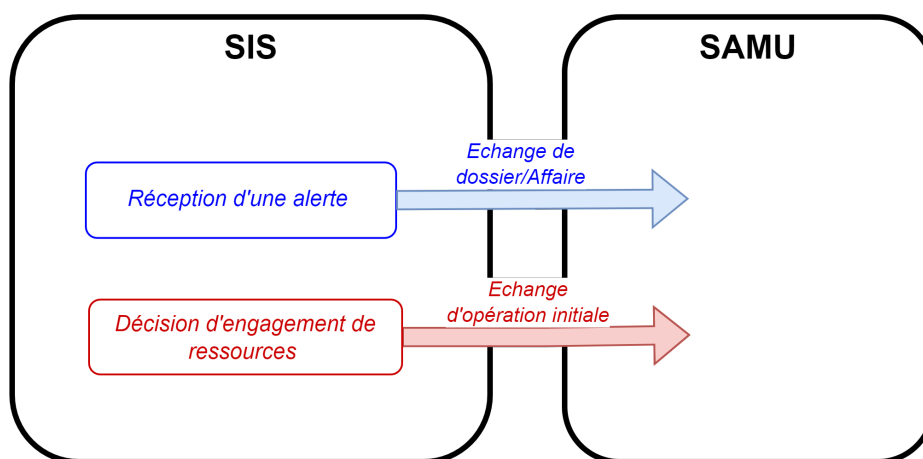 SIS
SAMU
Echange de
dossier/Affaire
Réception d'une alerte
Echange
d'opération initiale
Décision d'engagement de
ressources